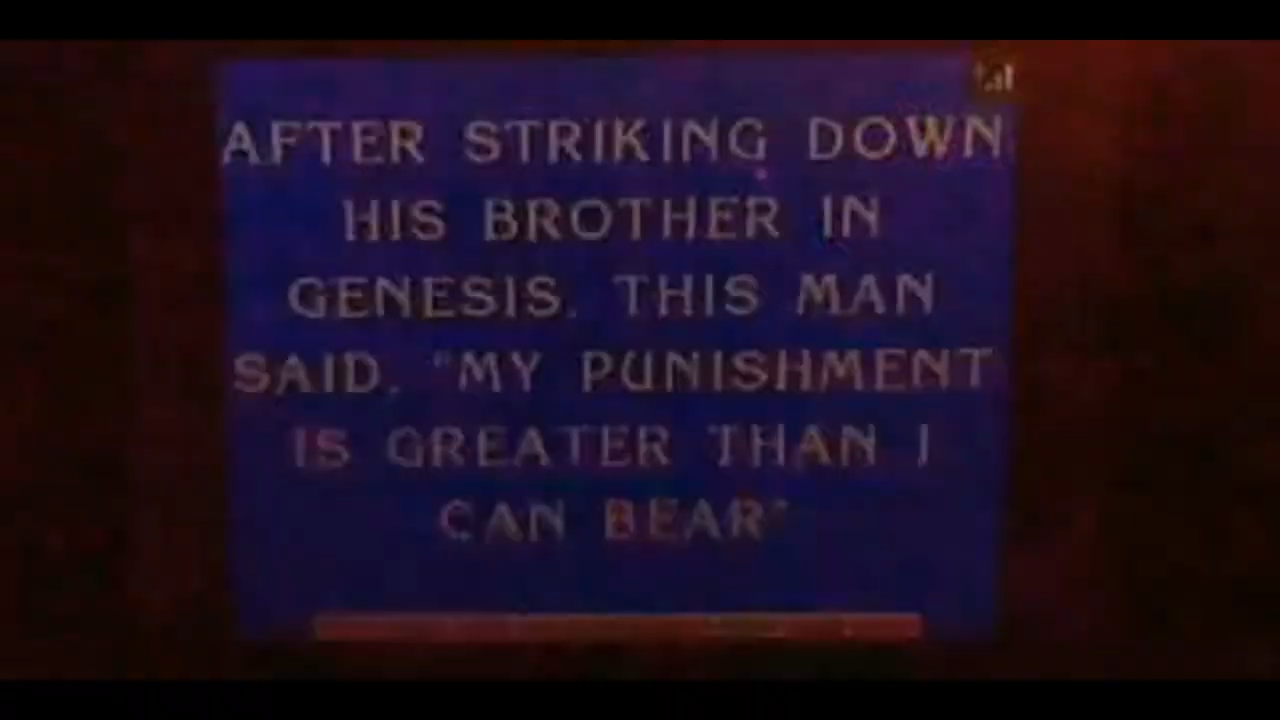 AFTER STRIKING DOWN
HIS BROTHER IN
GENESIS, THIS MAN
SAID, "MY PUNISHMENT
IS GREATER THAN I
CAN BEAR"